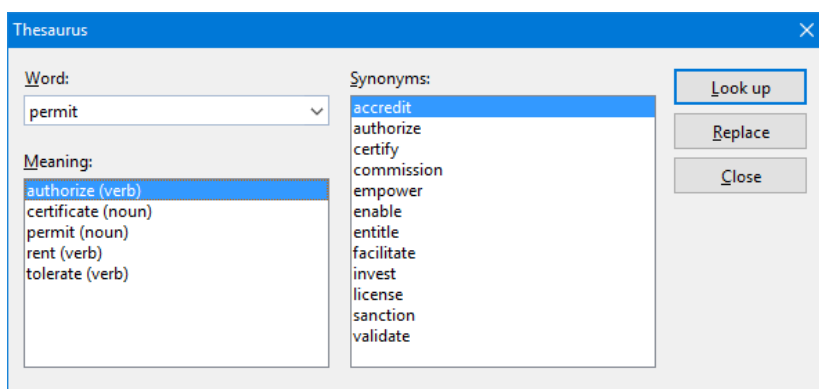 Thesaurus
Word:
permit
Meaning:
authorize (verb)
certificate (noun)
permit (noun)
rent (verb)
tolerate (verb)
Synonyms:
accredit
authorize
certify
commission
empower
enable
entitle
facilitate
invest
license
sanction
validate
Look up
Replace
Close